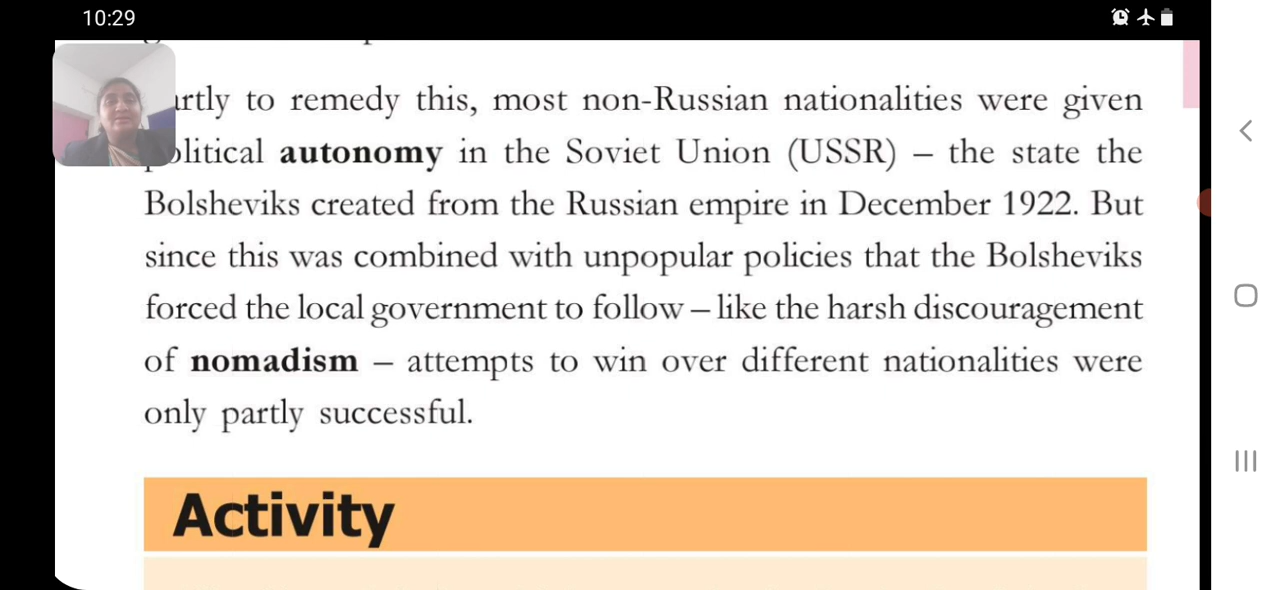 10:29
artly to remedy this, most non-Russian nationalities were given
political autonomy in the Soviet Union (USSR) – the state the
Bolsheviks created from the Russian empire in December 1922. But
since this was combined with unpopular policies that the Bolsheviks
forced the local government to follow – like the harsh discouragement
of nomadism – attempts to win over different nationalities were
only partly successful.
Activity